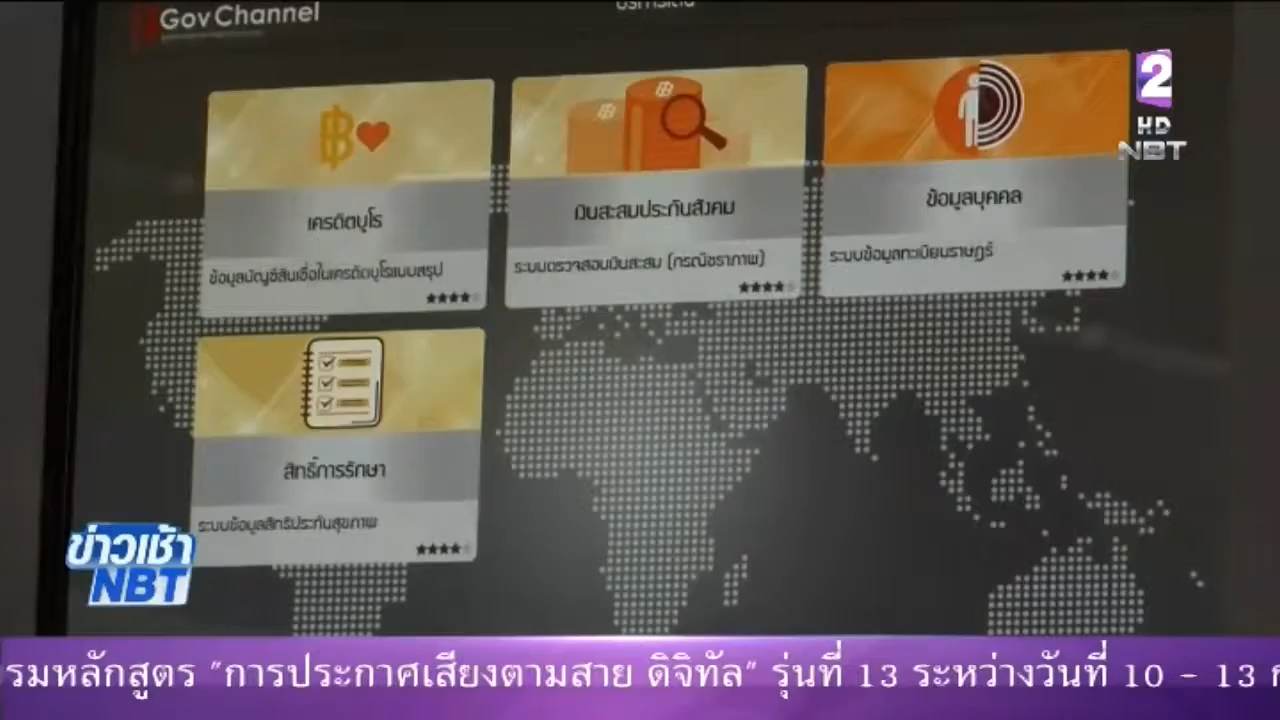 Gov Channel
2
HD
NBT
เครดิตบูโร
ข้อมูลบัญชีสินเชื่อในเครดิตบูโรแบบสรุป
เงินสะสมประกันสังคม
ระบบตรวจสอบเงินสะสม (กรณีชราภาพ)
ข้อมูลบุคคล
ระบบข้อมูลทะเบียนราษฎร์
สิทธิ์การรักษา
ระบบข้อมูลสิทธิประกันสุขภาพ
ข่าวเช้า
NBT
รมหลักสูตร "การประกาศเสียงตามสาย ดิจิทัล" รุ่นที่ 13 ระหว่างวันที่ 10 - 13